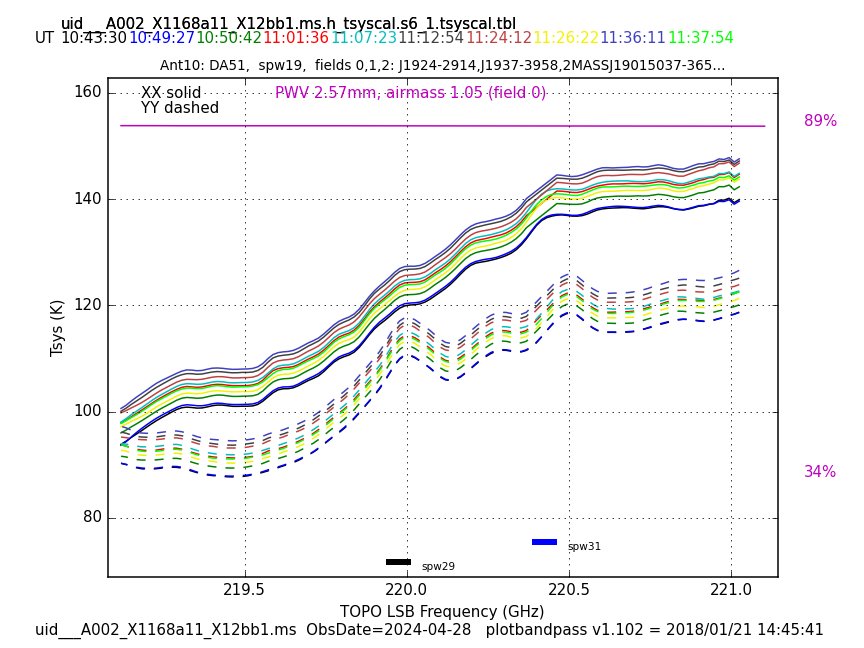 uid___A002_X1168a11_X12bb1.ms.h_tsyscal.s6_1.tsyscal.tbl
UT 10:43:30 10:49:27 10:50:42 11:01:36 11:07:23 11:12:54 11:24:12 11:26:22 11:36:11 11:37:54
Ant10: DA51, spw19, fields 0,1,2: J1924-2914,J1937-3958,2MASSJ19015037-365...
XX solid
YY dashed
PWV 2.57mm, airmass 1.05 (field 0)
89%
34%
160
140
120
100
80
Tsys (K)
spw31
spw29
219.5 220.0 220.5 221.0
TOPO LSB Frequency (GHz)
uid___A002_X1168a11_X12bb1.ms ObsDate=2024-04-28 plotbandpass v1.102 = 2018/01/21 14:45:41